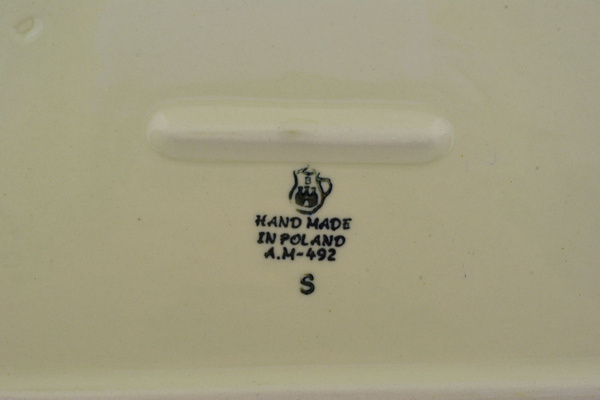 B
HAND MADE
IN POLAND
A.M-492
S